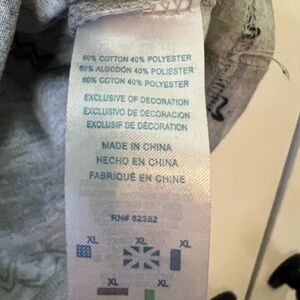 60% COTTON 40% POLYESTER
60% ALGODÓN 40% POLIESTER
60% COTON 40% POLYESTER
EXCLUSIVE OF DECORATION
EXCLUSIVO DE DECORACION
EXCLUSIF DE DÉCORATION
MADE IN CHINA
HECHO EN CHINA
FABRIQUÉ EN CHINE
RN# 52382
XL XL XL
XL XL